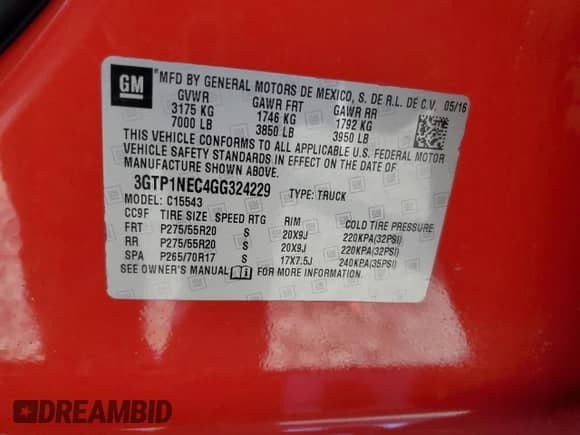 GM
MFD BY GENERAL MOTORS DE MEXICO, S. DE R.L. DE C.V. 05/16
GVWR GAWR FRT GAWR RR
3175 KG 1746 KG 1792 KG
7000 LB 3850 LB 3950 LB
THIS VEHICLE CONFORMS TO ALL APPLICABLE U.S. FEDERAL MOTOR
VEHICLE SAFETY STANDARDS IN EFFECT ON THE DATE OF
MANUFACTURE SHOWN ABOVE.
3GTP1NEC4GG324229 TYPE: TRUCK
MODEL: C15543
CC9F TIRE SIZE SPEED RTG RIM COLD TIRE PRESSURE
FRT P275/55R20 S 20X9J 220KPA(32PSI)
RR P275/55R20 S 20X9J 220KPA(32PSI)
SPA P265/70R17 S 17X7.5J 240KPA(35PSI)
SEE OWNER'S MANUAL FOR MORE INFORMATION
DREAMBID